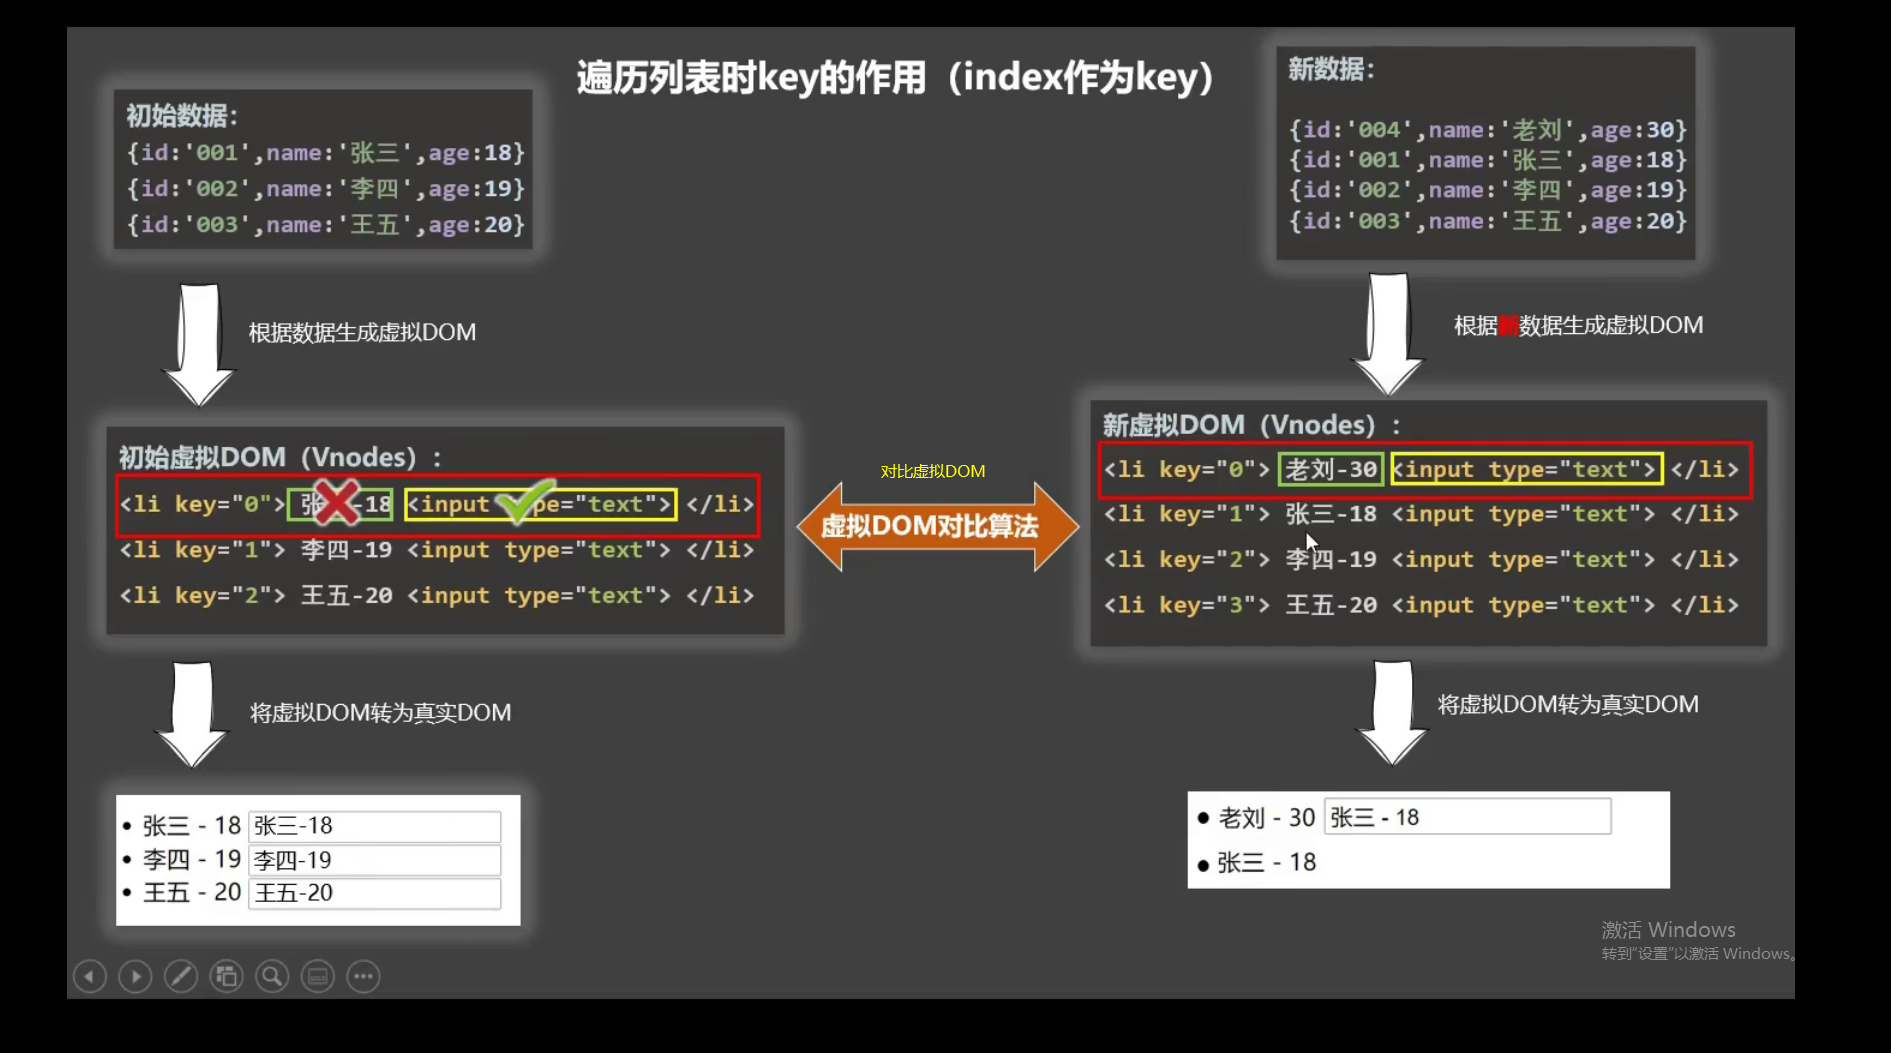 遍历列表时key的作用（index作为key）
初始数据：
{id:'001',name:'张三',age:18}
{id:'002',name:'李四',age:19}
{id:'003',name:'王五',age:20}
新数据：
{id:'004',name:'老刘',age:30}
{id:'001',name:'张三',age:18}
{id:'002',name:'李四',age:19}
{id:'003',name:'王五',age:20}
根据数据生成虚拟DOM
根据新数据生成虚拟DOM
初始虚拟DOM（Vnodes）：
<li key="0"> 张 -18 <input type="text"> </li>
<li key="1"> 李四-19 <input type="text"> </li>
<li key="2"> 王五-20 <input type="text"> </li>
对比虚拟DOM
虚拟DOM对比算法
新虚拟DOM（Vnodes）：
<li key="0"> 老刘-30 <input type="text"> </li>
<li key="1"> 张三-18 <input type="text"> </li>
<li key="2"> 李四-19 <input type="text"> </li>
<li key="3"> 王五-20 <input type="text"> </li>
将虚拟DOM转为真实DOM
将虚拟DOM转为真实DOM
张三 - 18 张三-18
李四 - 19 李四-19
王五 - 20 王五-20
老刘 - 30 张三 - 18
张三 - 18
激活 Windows
转到"设置"以激活 Windows。